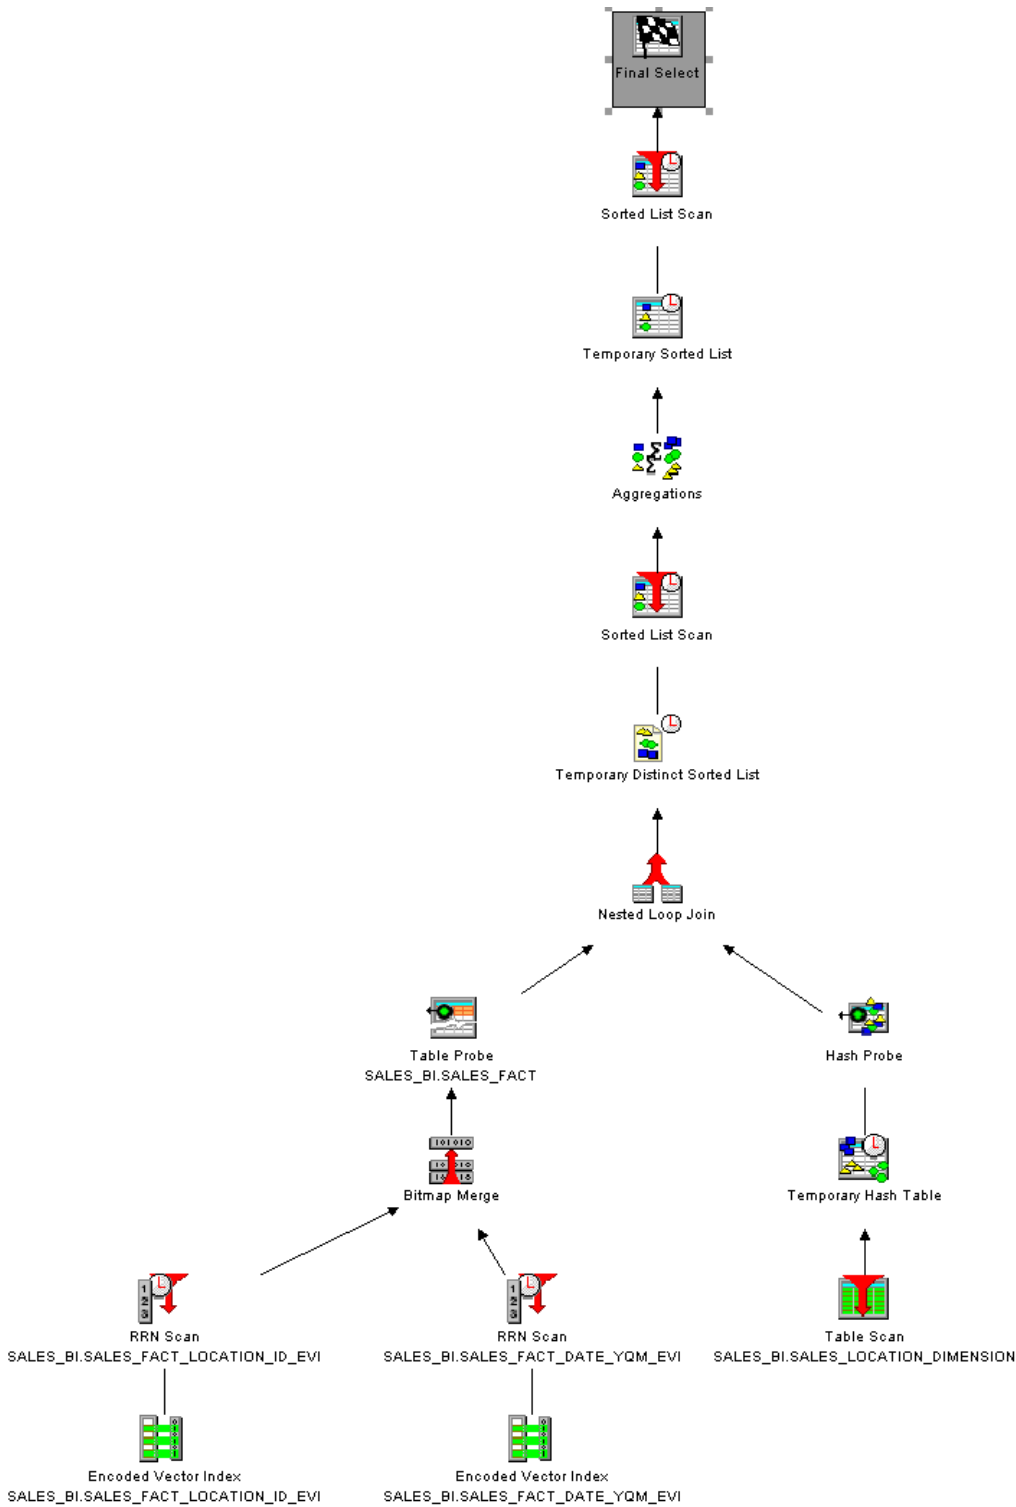 Final Select
Sorted List Scan
Temporary Sorted List
Aggregations
Sorted List Scan
Temporary Distinct Sorted List
Nested Loop Join
Table Probe
SALES_BI.SALES_FACT
Hash Probe
Bitmap Merge
Temporary Hash Table
RRN Scan
SALES_BI.SALES_FACT_LOCATION_ID_EVI
RRN Scan
SALES_BI.SALES_FACT_DATE_YQM_EVI
Table Scan
SALES_BI.SALES_LOCATION_DIMENSION
Encoded Vector Index
SALES_BI.SALES_FACT_LOCATION_ID_EVI
Encoded Vector Index
SALES_BI.SALES_FACT_DATE_YQM_EVI